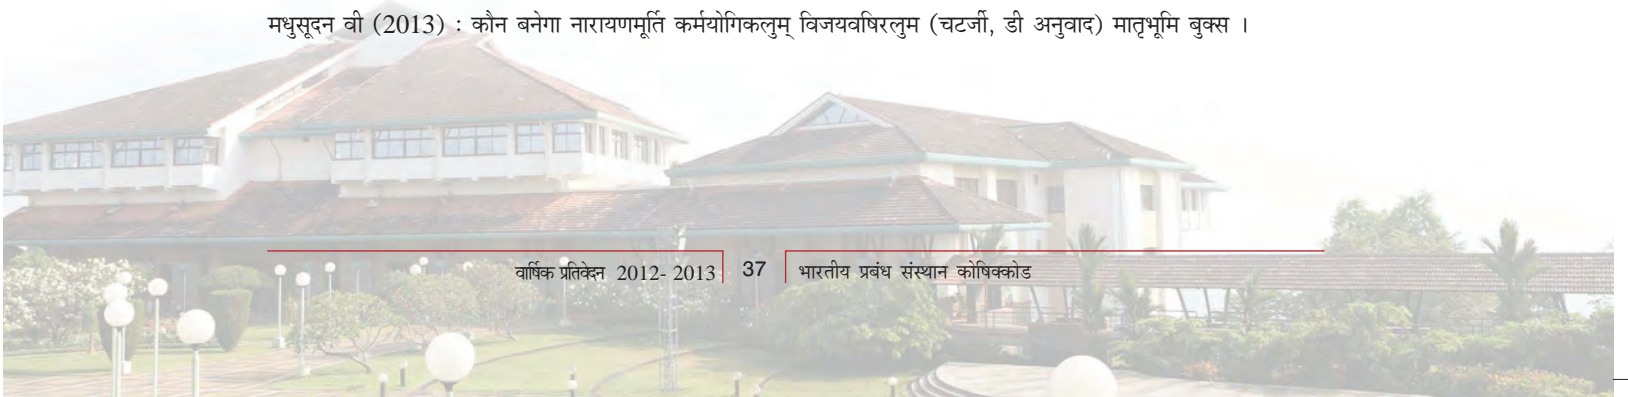 मधुसूदन वी (2013) : कौन बनेगा नारायणमूर्ति कर्मयोगिकलुम् विजयवषिरलुम (चटर्जी, डी अनुवाद) मातृभूमि बुक्स ।
वार्षिक प्रतिवेदन 2012- 2013 37 भारतीय प्रबंध संस्थान कोषिक्कोड